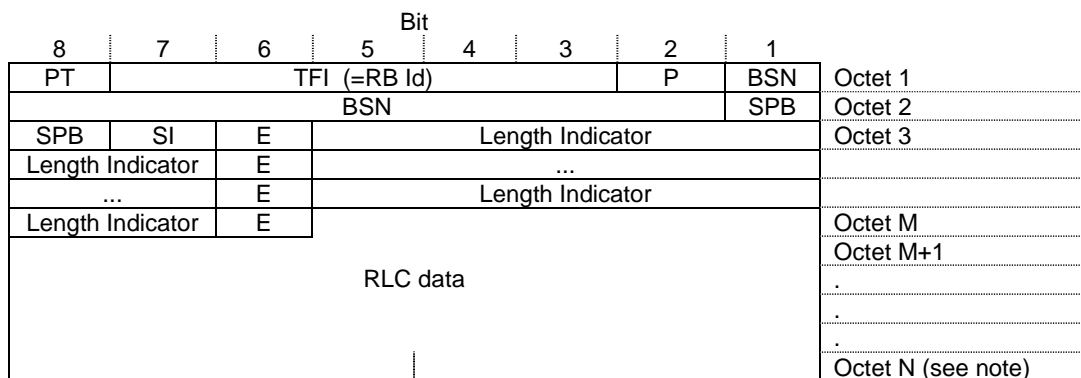 Bit
8 7 6 5 4 3 2 1
PT TFI (=RB Id) P BSN Octet 1
BSN SPB Octet 2
SPB SI E Length Indicator Octet 3
Length Indicator E ...
... E Length Indicator
Length Indicator E Octet M
Octet M+1
RLC data .
.
.
Octet N (see note)